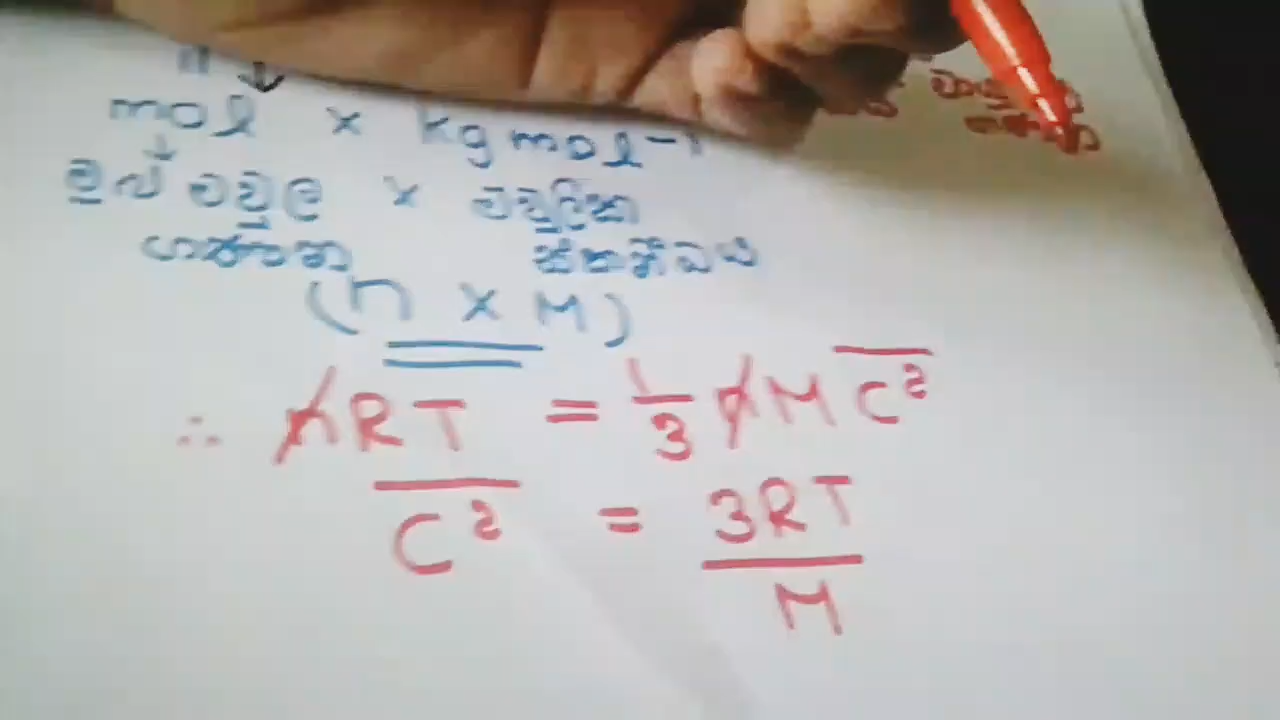 mol × kg mol⁻¹
මුළු මවුල × මවුලික
ගණන ස්කන්ධය
(n × M)
∴ nRT = 1/3 nM C̅²
C̅² = 3RT/M